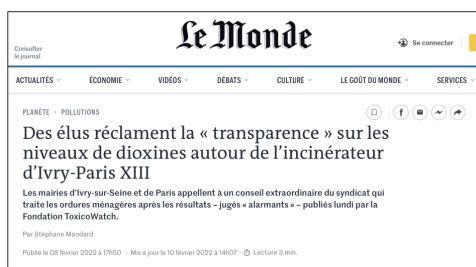 Consulter
le journal
Le Monde
Se connecter
ACTUALITÉS ÉCONOMIE VIDÉOS DÉBATS CULTURE LE GOÛT DU MONDE SERVICES
PLANÈTE · POLLUTIONS
Des élus réclament la « transparence » sur les
niveaux de dioxines autour de l’incinérateur
d’Ivry-Paris XIII
Les mairies d’Ivry-sur-Seine et de Paris appellent à un conseil extraordinaire du syndicat qui
traite les ordures ménagères après les résultats – jugés « alarmants » – publiés lundi par la
Fondation ToxicoWatch.
Par Stéphane Mandard
Publié le 08 février 2022 à 17h50 · Mis à jour le 10 février 2022 à 14h07 · Lecture 3 min.